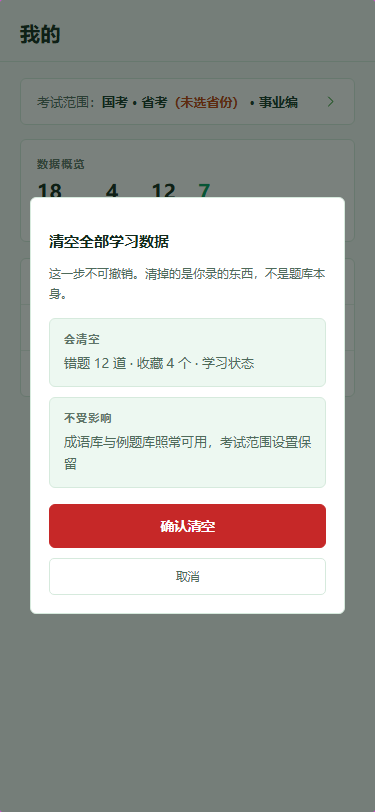 我的
考试范围：国考 • 省考（未选省份） • 事业编
数据概览
18 4 12 7
清空全部学习数据
这一步不可撤销。清掉的是你录的东西，不是题库本
身。
会清空
错题 12 道 · 收藏 4 个 · 学习状态
不受影响
成语库与例题库照常可用，考试范围设置保
留
确认清空
取消